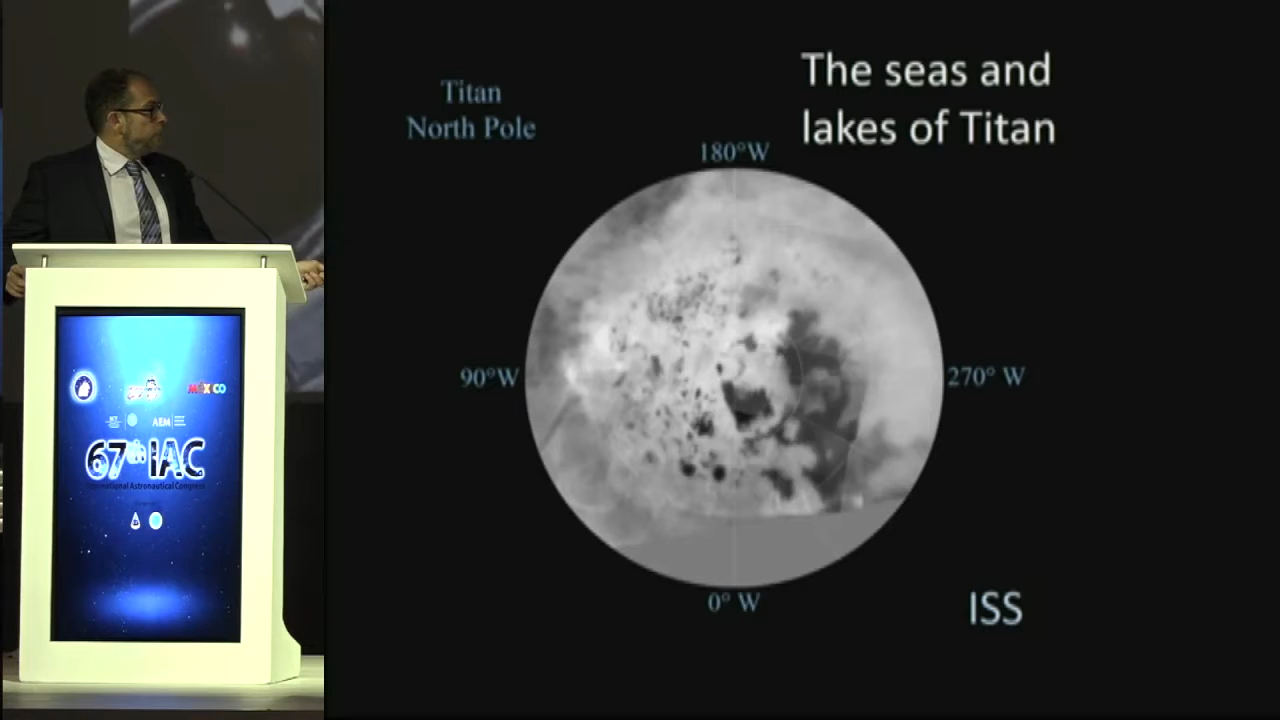 Titan
North Pole
The seas and
lakes of Titan
180°W
90°W
270° W
0° W
ISS
MÉXICO
AEM
67th IAC
International Astronautical Congress